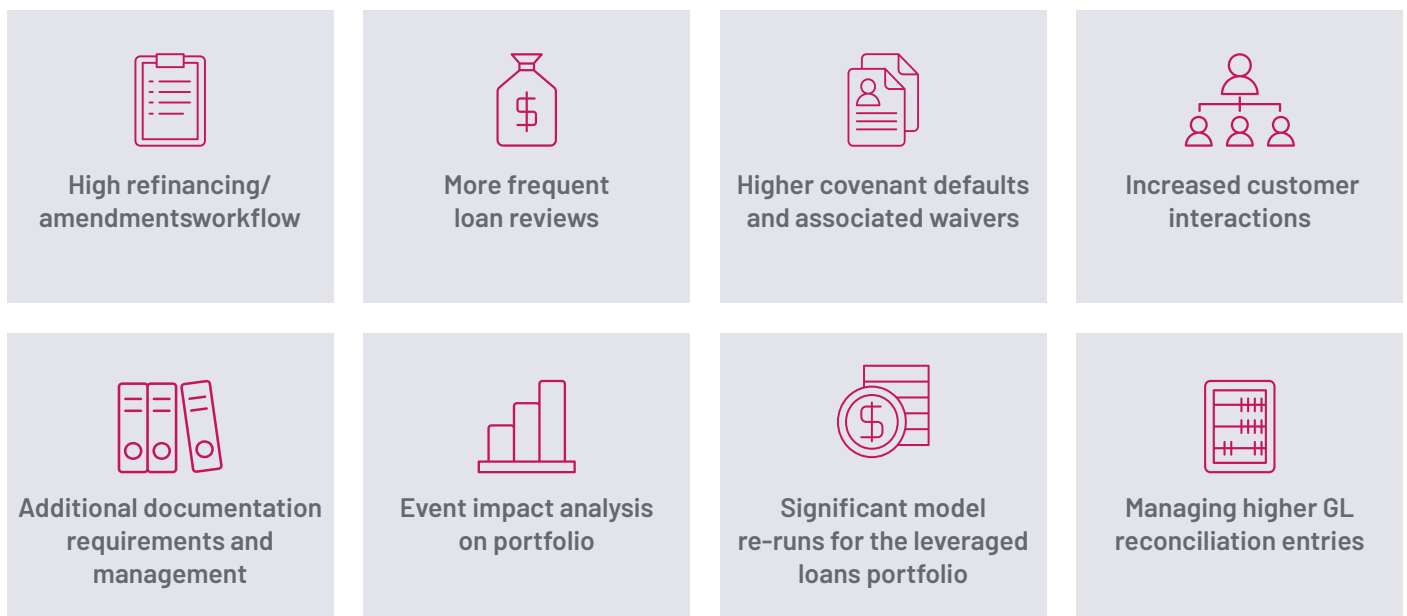 High refinancing/
amendmentsworkflow
More frequent
loan reviews
Higher covenant defaults
and associated waivers
Increased customer
interactions
Additional documentation
requirements and
management
Event impact analysis
on portfolio
Significant model
re-runs for the leveraged
loans portfolio
Managing higher GL
reconciliation entries